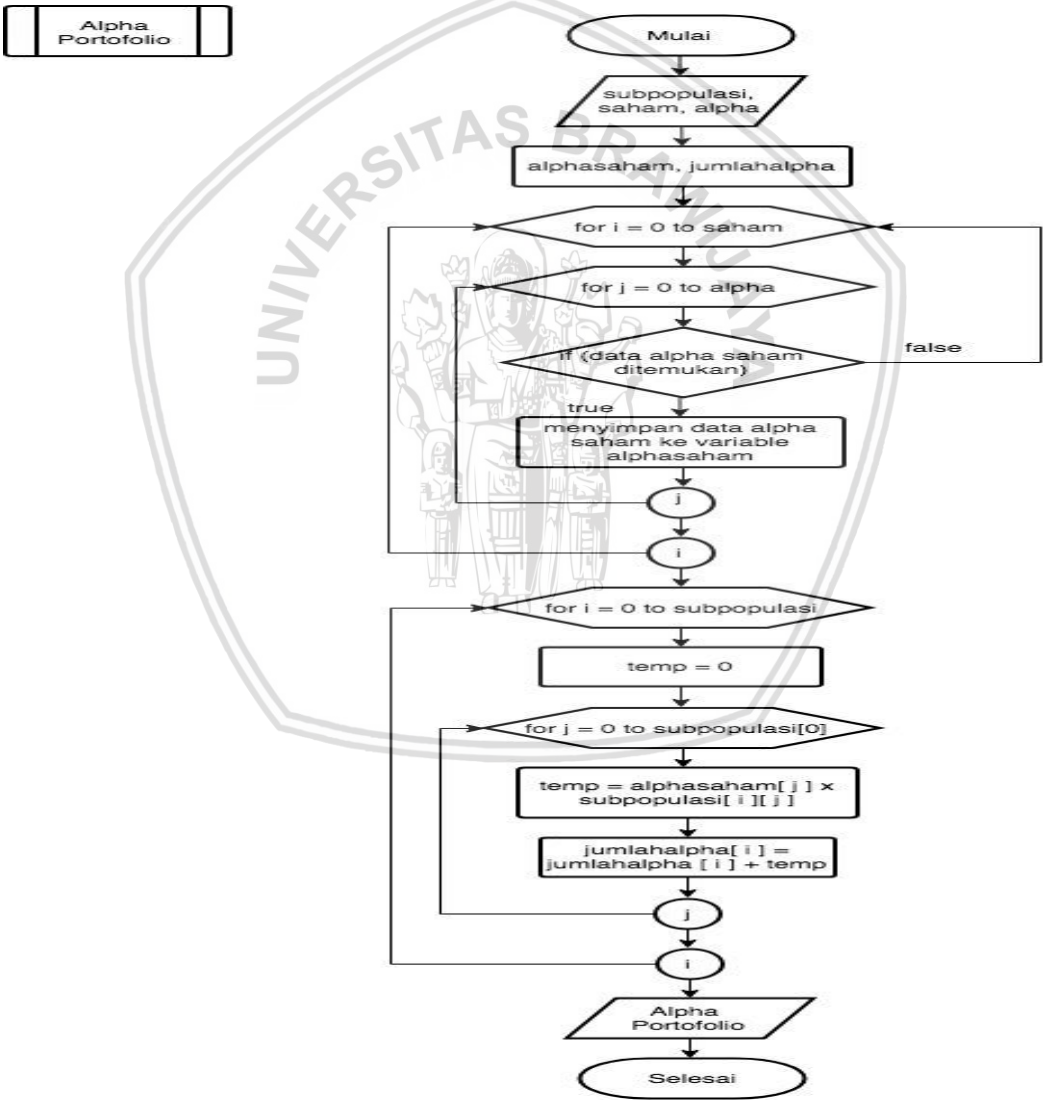 Alpha
Portofolio
Mulai
subpopulasi,
saham, alpha
alphasaham, jumlahalpha
for i = 0 to saham
for j = 0 to alpha
if (data alpha saham
ditemukan)
false
true
menyimpan data alpha
saham ke variable
alphasaham
j
i
for i = 0 to subpopulasi
temp = 0
for j = 0 to subpopulasi[0]
temp = alphasaham[ j ] x
subpopulasi[ i ][ j ]
jumlahalpha[ i ] =
jumlahalpha [ i ] + temp
j
i
Alpha
Portofolio
Selesai
UNIVERSITAS BRAWIJAYA